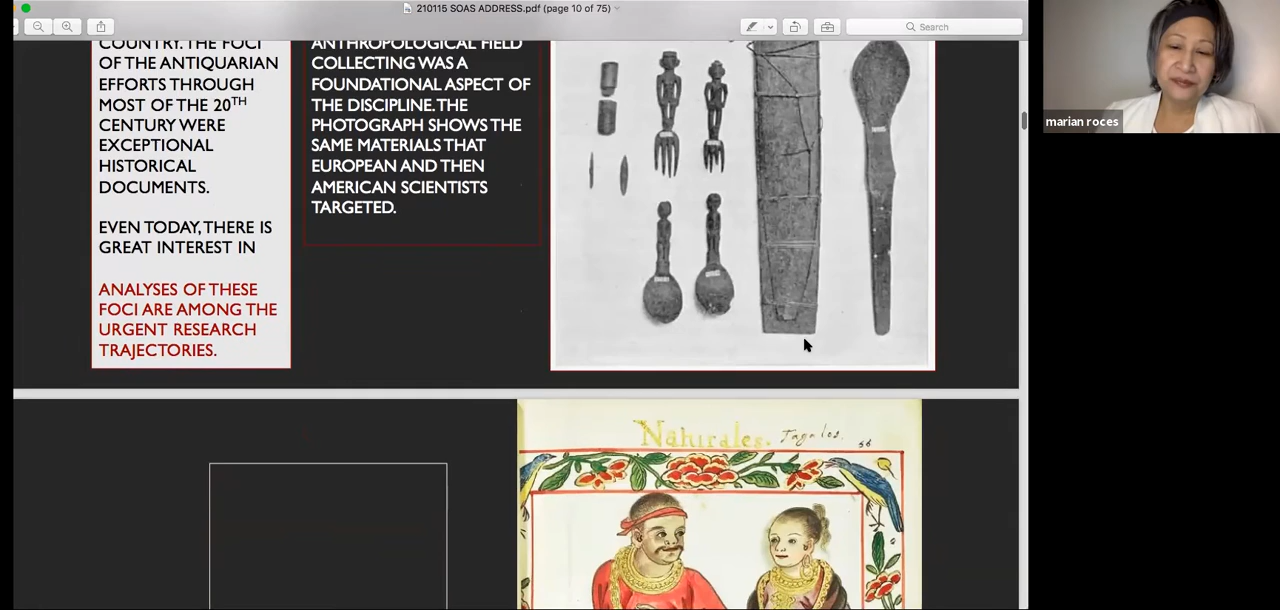 210115 SOAS ADDRESS.pdf (page 10 of 75)
Search
marian roces
COUNTRY. THE FOCI
OF THE ANTIQUARIAN
EFFORTS THROUGH
MOST OF THE 20TH
CENTURY WERE
EXCEPTIONAL
HISTORICAL
DOCUMENTS.
EVEN TODAY, THERE IS
GREAT INTEREST IN
ANALYSES OF THESE
FOCI ARE AMONG THE
URGENT RESEARCH
TRAJECTORIES.
ANTHROPOLOGICAL FIELD
COLLECTING WAS A
FOUNDATIONAL ASPECT OF
THE DISCIPLINE. THE
PHOTOGRAPH SHOWS THE
SAME MATERIALS THAT
EUROPEAN AND THEN
AMERICAN SCIENTISTS
TARGETED.
Naturales. Tagalos. 56